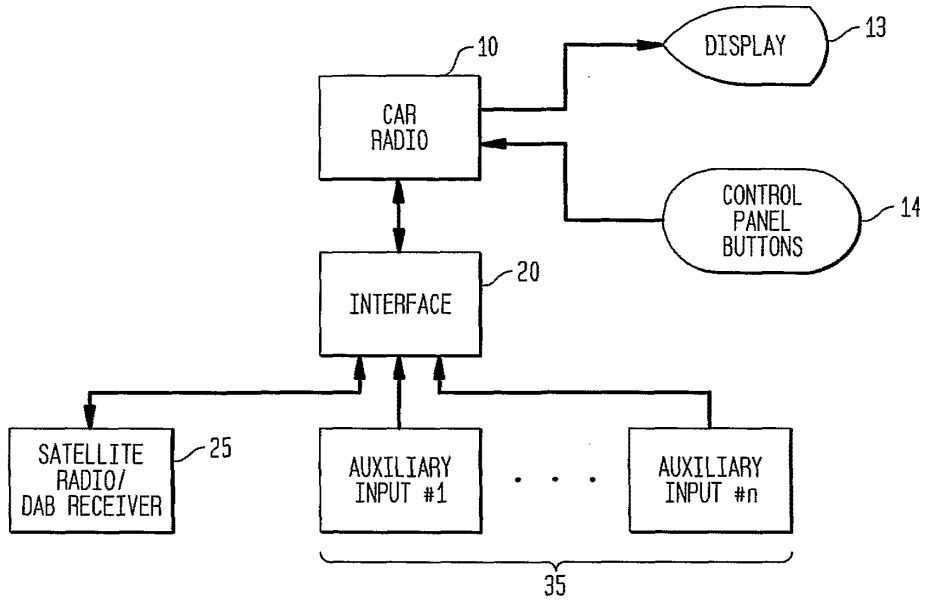 10
CAR
RADIO
DISPLAY
13
CONTROL
PANEL
BUTTONS
14
INTERFACE
20
SATELLITE
RADIO/
DAB RECEIVER
25
AUXILIARY
INPUT #1
. . .
AUXILIARY
INPUT #n
35